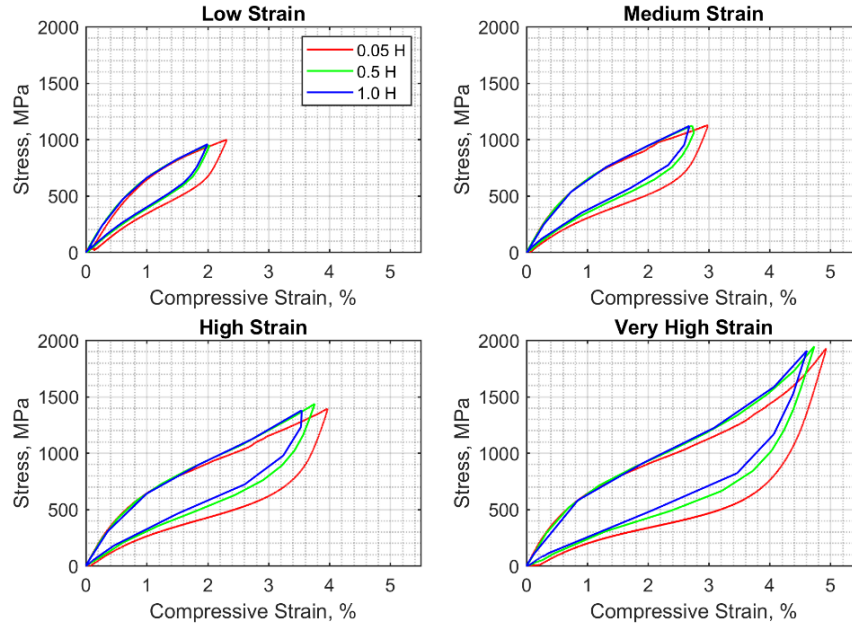 Low Strain
2000
1500
1000
500
0
0 1 2 3 4 5
Stress, MPa
Compressive Strain, %
0.05 H
0.5 H
1.0 H
Medium Strain
2000
1500
1000
500
0
0 1 2 3 4 5
Stress, MPa
Compressive Strain, %
High Strain
2000
1500
1000
500
0
0 1 2 3 4 5
Stress, MPa
Compressive Strain, %
Very High Strain
2000
1500
1000
500
0
0 1 2 3 4 5
Stress, MPa
Compressive Strain, %